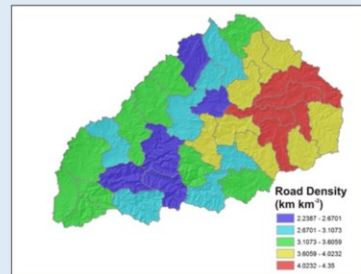 Road Density
(km km⁻²)
2.2387 - 2.6701
2.6701 - 3.1073
3.1073 - 3.6059
3.6059 - 4.0232
4.0232 - 4.35